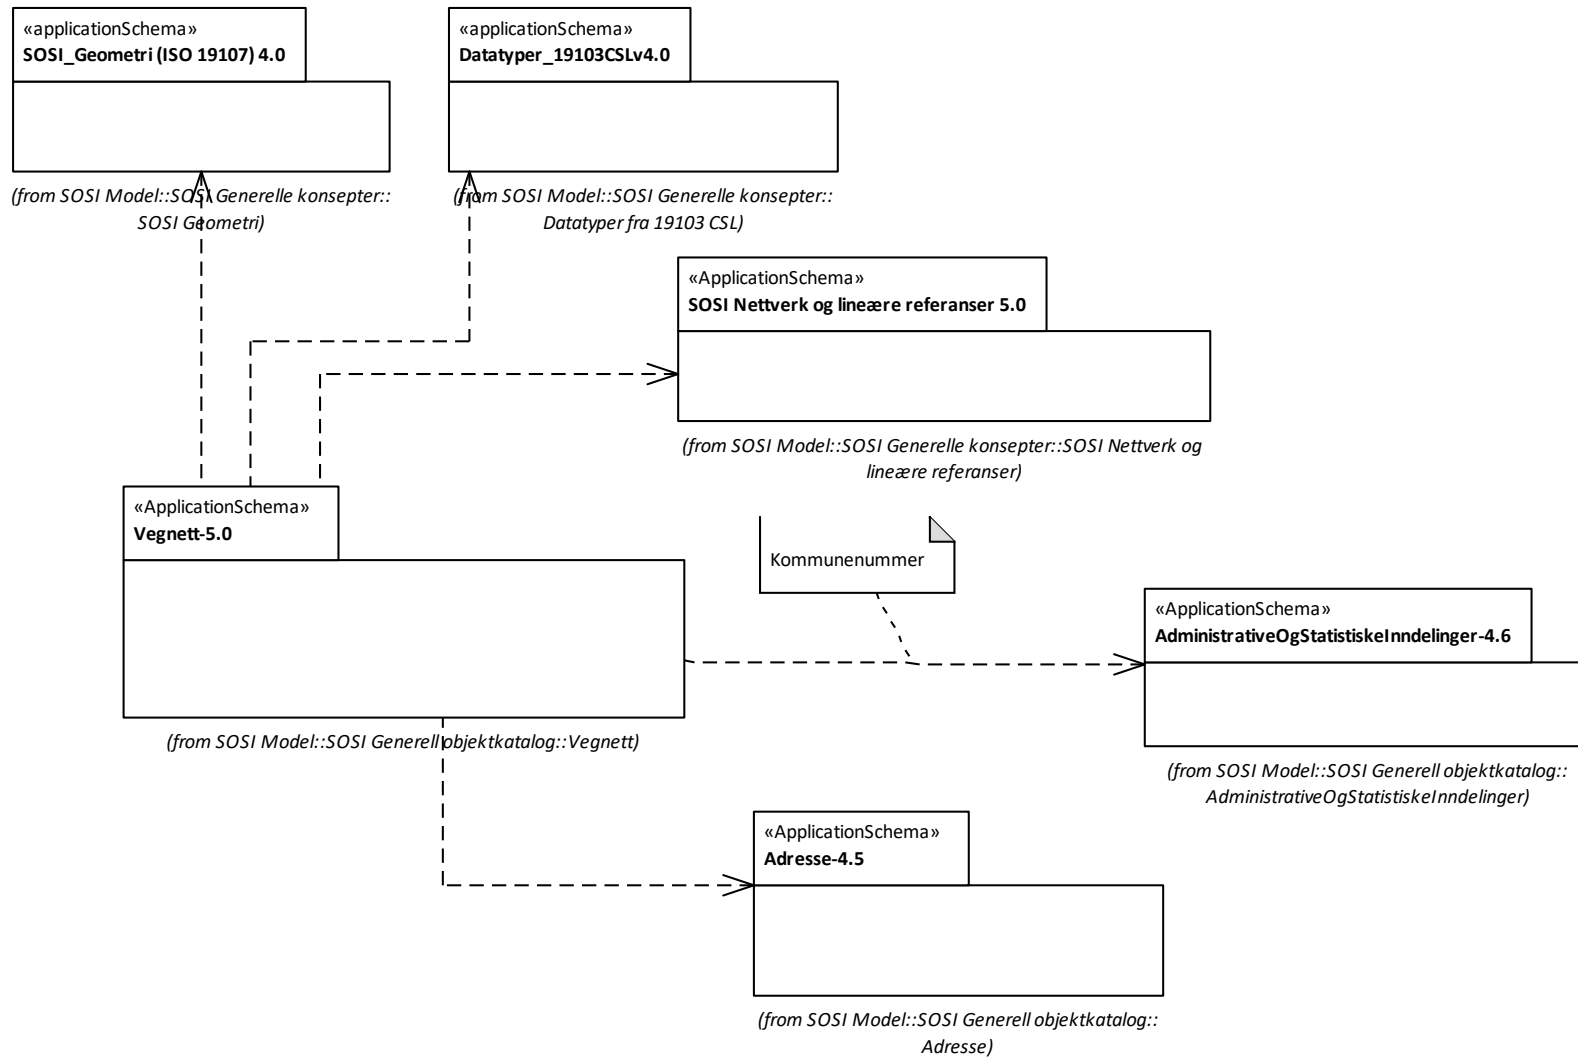 «applicationSchema»
SOSI_Geometri (ISO 19107) 4.0
(from SOSI Model::SOSI Generelle konsepter::
SOSI Geometri)
«applicationSchema»
Datatyper_19103CSLv4.0
(from SOSI Model::SOSI Generelle konsepter::
Datatyper fra 19103 CSL)
«ApplicationSchema»
SOSI Nettverk og lineære referanser 5.0
(from SOSI Model::SOSI Generelle konsepter::SOSI Nettverk og
lineære referanser)
«ApplicationSchema»
Vegnett-5.0
(from SOSI Model::SOSI Generell objektkatalog::Vegnett)
Kommunenummer
«ApplicationSchema»
AdministrativeOgStatistiskeInndelinger-4.6
(from SOSI Model::SOSI Generell objektkatalog::
AdministrativeOgStatistiskeInndelinger)
«ApplicationSchema»
Adresse-4.5
(from SOSI Model::SOSI Generell objektkatalog::
Adresse)